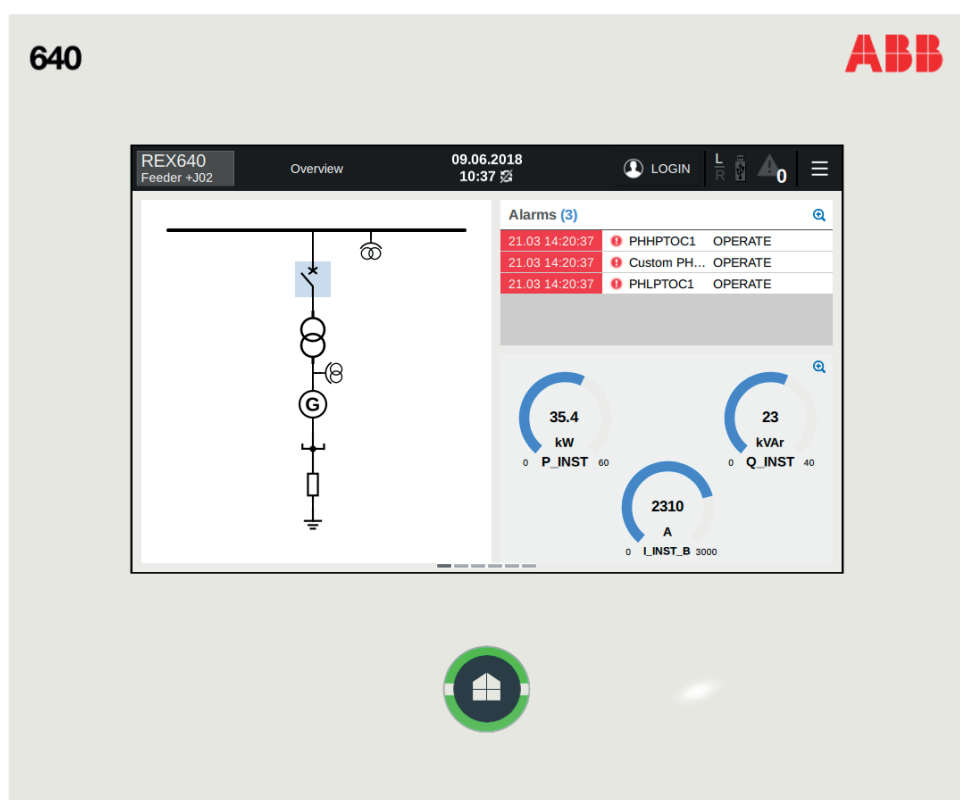 640
ABB
REX640
Feeder +J02
Overview
09.06.2018
10:37
LOGIN
L
R
0
Alarms (3)
21.03 14:20:37 PHHPTOC1 OPERATE
21.03 14:20:37 Custom PH... OPERATE
21.03 14:20:37 PHLPTOC1 OPERATE
G
35.4
kW
0 P_INST 60
23
kVAr
0 Q_INST 40
2310
A
0 I_INST_B 3000